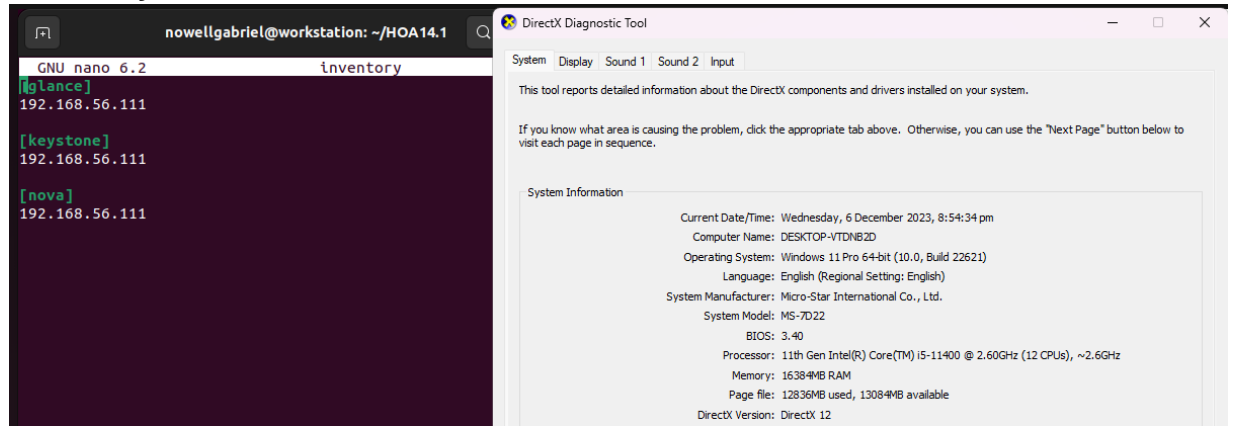 nowellgabriel@workstation: ~/HOA14.1
GNU nano 6.2 inventory
[glance]
192.168.56.111
[keystone]
192.168.56.111
[nova]
192.168.56.111
DirectX Diagnostic Tool
System Display Sound 1 Sound 2 Input
This tool reports detailed information about the DirectX components and drivers installed on your system.
If you know what area is causing the problem, click the appropriate tab above. Otherwise, you can use the "Next Page" button below to
visit each page in sequence.
System Information
Current Date/Time: Wednesday, 6 December 2023, 8:54:34 pm
Computer Name: DESKTOP-VTDNB2D
Operating System: Windows 11 Pro 64-bit (10.0, Build 22621)
Language: English (Regional Setting: English)
System Manufacturer: Micro-Star International Co., Ltd.
System Model: MS-7D22
BIOS: 3.40
Processor: 11th Gen Intel(R) Core(TM) i5-11400 @ 2.60GHz (12 CPUs), ~2.6GHz
Memory: 16384MB RAM
Page file: 12836MB used, 13084MB available
DirectX Version: DirectX 12